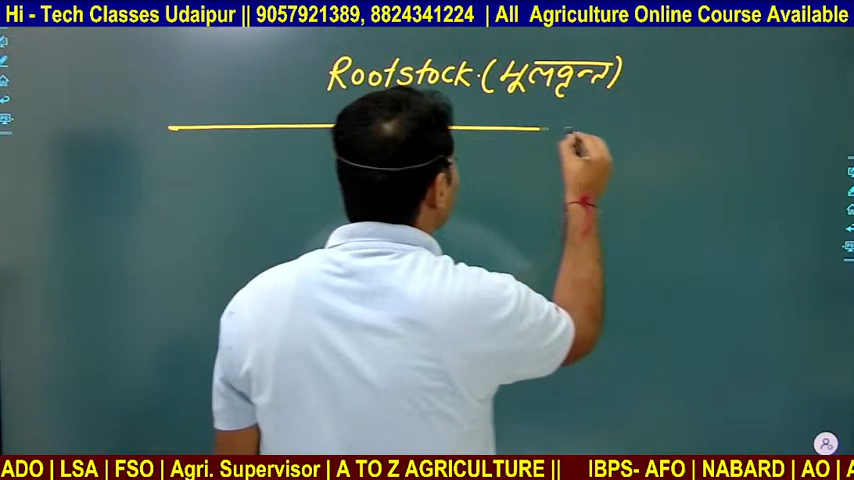 Hi - Tech Classes Udaipur || 9057921389, 8824341224 | All Agriculture Online Course Available
Rootstock (मूलवृन्त)
ADO | LSA | FSO | Agri. Supervisor | A TO Z AGRICULTURE || IBPS- AFO | NABARD | AO | A